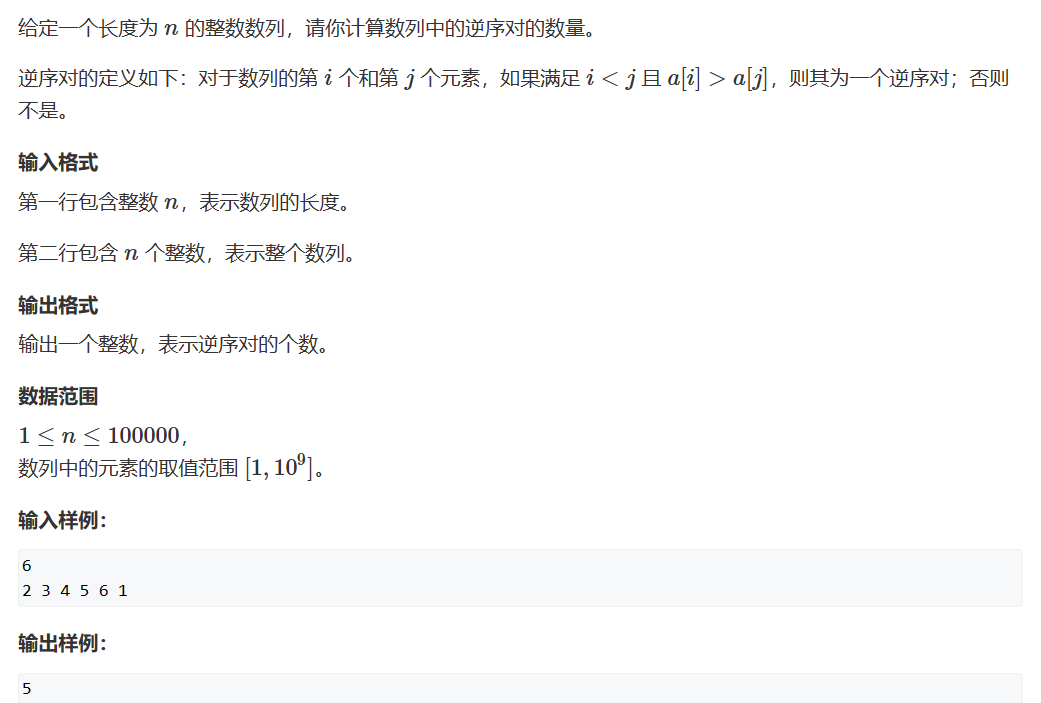 给定一个长度为 n 的整数数列，请你计算数列中的逆序对的数量。
逆序对的定义如下：对于数列的第 i 个和第 j 个元素，如果满足 i < j 且 a[i] > a[j]，则其为一个逆序对；否则
不是。
输入格式
第一行包含整数 n，表示数列的长度。
第二行包含 n 个整数，表示整个数列。
输出格式
输出一个整数，表示逆序对的个数。
数据范围
1 ≤ n ≤ 100000，
数列中的元素的取值范围 [1, 10⁹]。
输入样例：
6
2 3 4 5 6 1
输出样例：
5